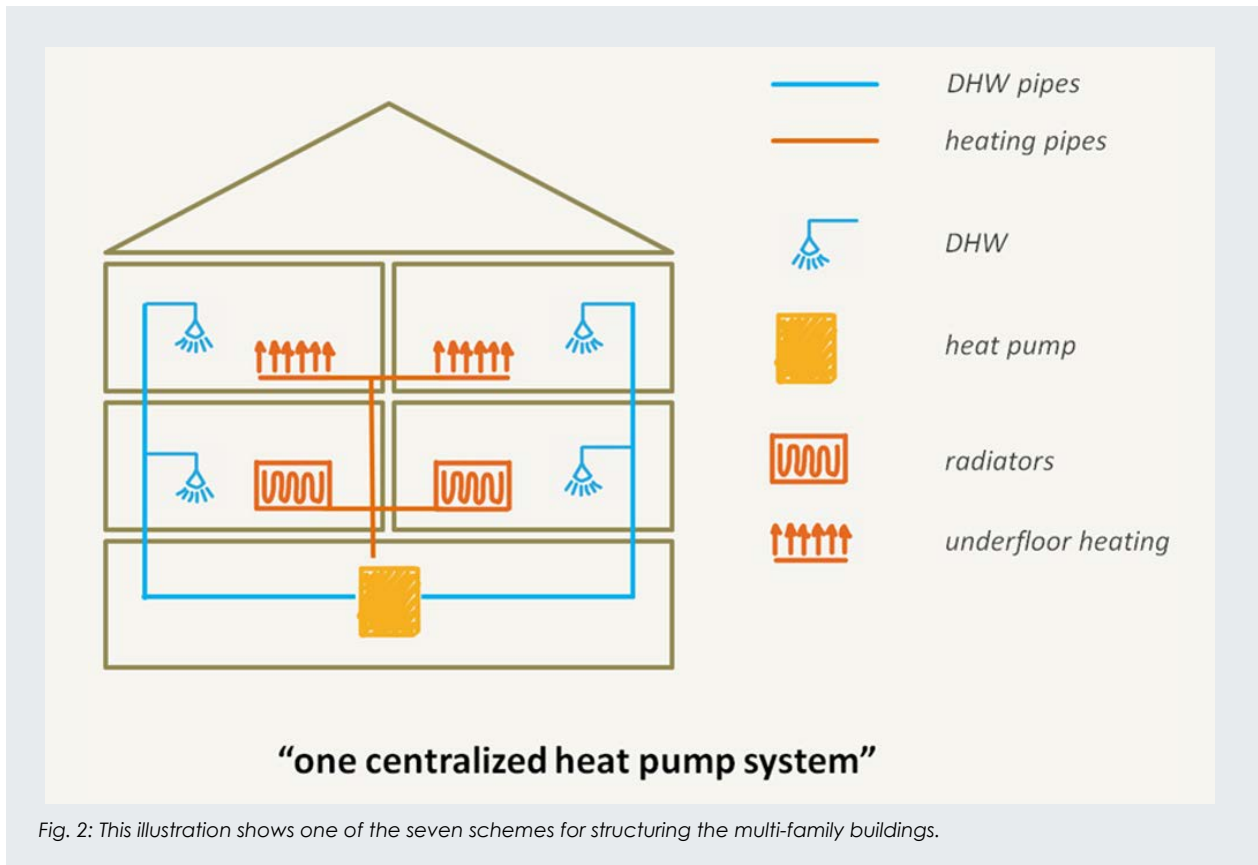 DHW pipes
heating pipes
DHW
heat pump
radiators
underfloor heating
“one centralized heat pump system”
Fig. 2: This illustration shows one of the seven schemes for structuring the multi-family buildings.